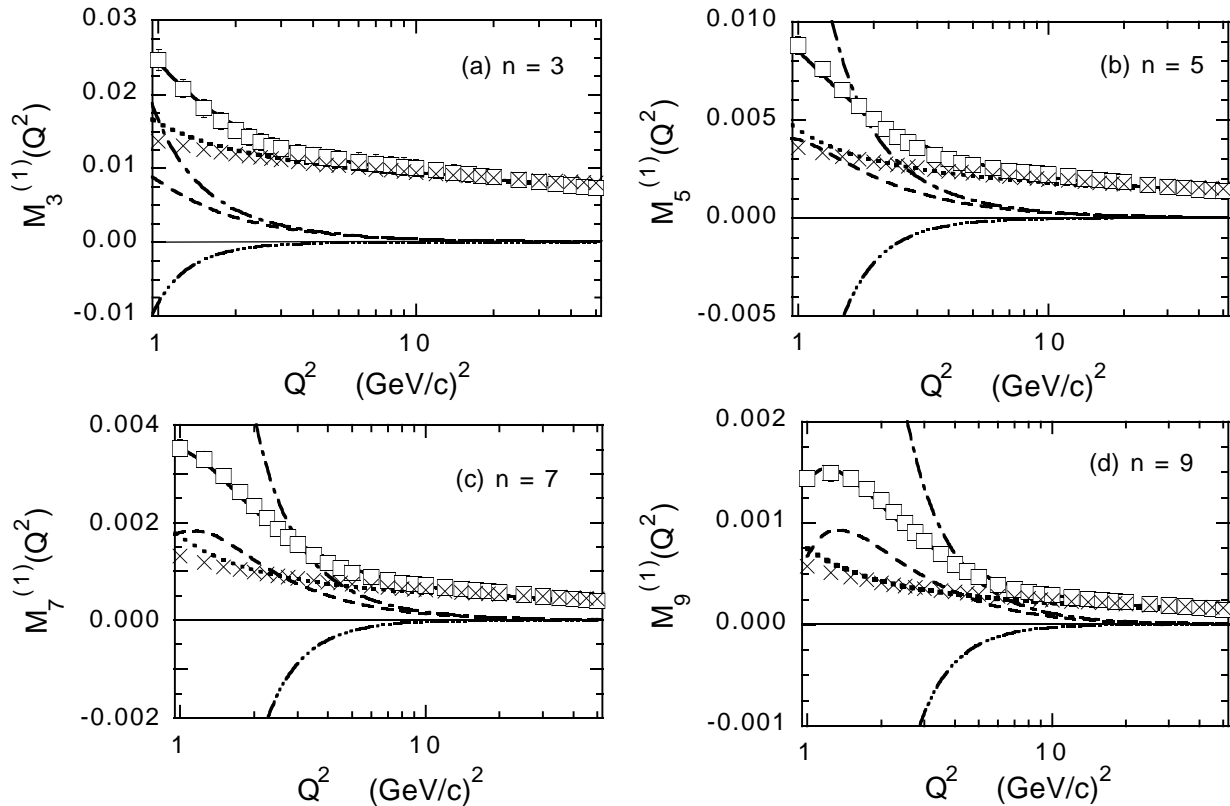 (a) n = 3
M₃⁽¹⁾(Q²)
0.03
0.02
0.01
0.00
-0.01
1 10
Q² (GeV/c)²
(b) n = 5
M₅⁽¹⁾(Q²)
0.010
0.005
0.000
-0.005
1 10
Q² (GeV/c)²
(c) n = 7
M₇⁽¹⁾(Q²)
0.004
0.002
0.000
-0.002
1 10
Q² (GeV/c)²
(d) n = 9
M₉⁽¹⁾(Q²)
0.002
0.001
0.000
-0.001
1 10
Q² (GeV/c)²